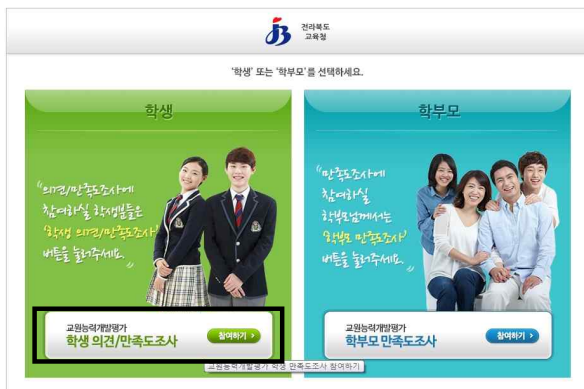 전라북도
교육청
'학생' 또는 '학부모'를 선택하세요.
학생
"의견/만족도조사에
참여하실 학생분들은
'학생 의견/만족도조사'
버튼을 눌러주세요.
교원능력개발평가
학생 의견/만족도조사
참여하기 >
교원능력개발평가 학생 만족도조사 참여하기
학부모
"만족도조사에
참여하실
학부모님께서는
'학부모 만족도조사'
버튼을 눌러주세요."
교원능력개발평가
학부모 만족도조사
참여하기 >